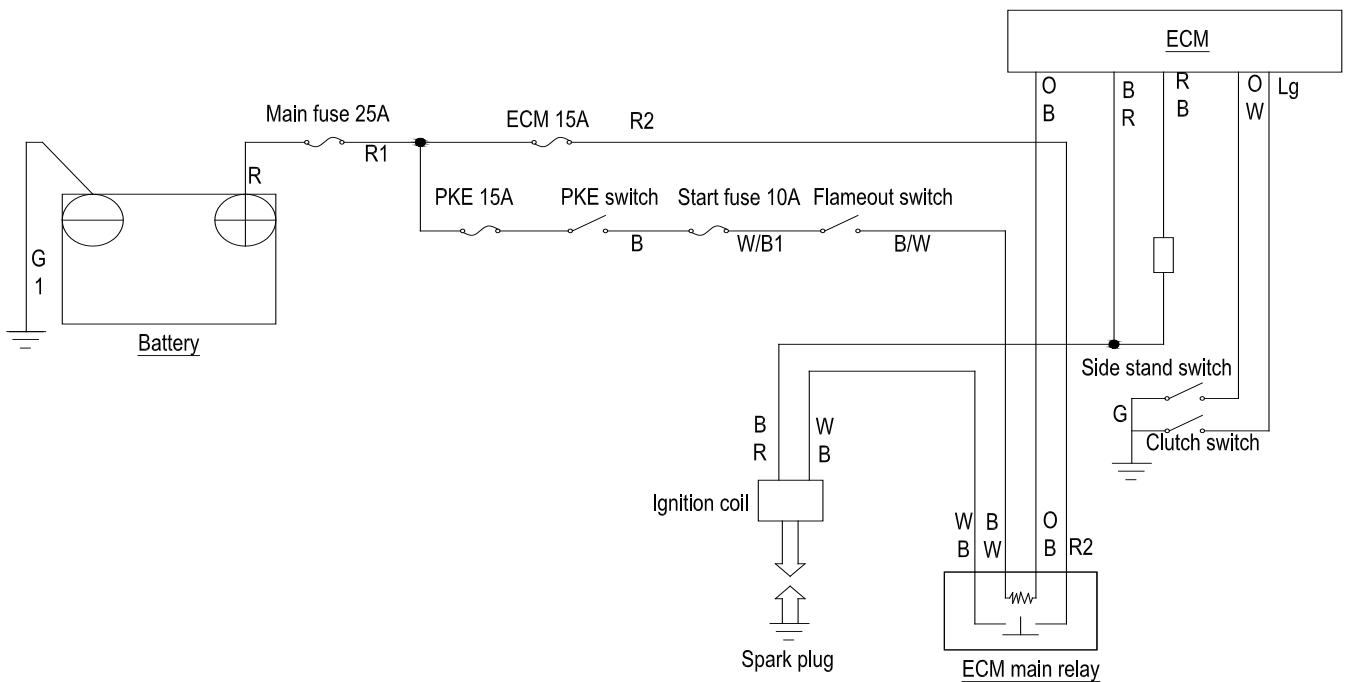 ECM
O
B
B
R
R
B
O
W
Lg
Main fuse 25A
R1
ECM 15A
R2
R
PKE 15A
PKE switch
Start fuse 10A
Flameout switch
B
W/B1
B/W
G
1
Battery
Side stand switch
G
Clutch switch
B
R
W
B
Ignition coil
W
B
B
W
O
B
R2
Spark plug
ECM main relay